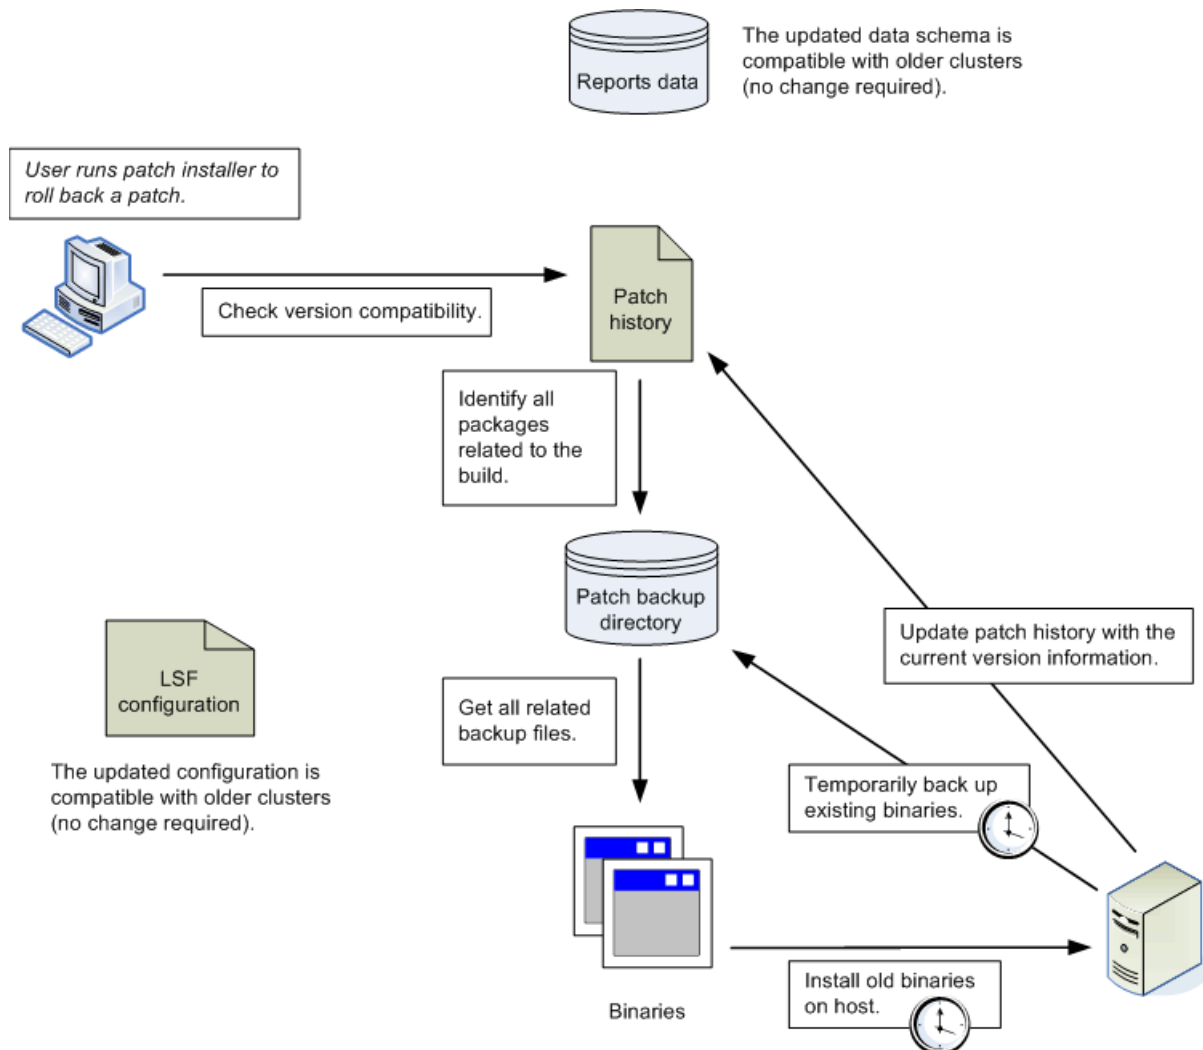 The updated data schema is
compatible with older clusters
(no change required).
Reports data
User runs patch installer to
roll back a patch.
Check version compatibility.
Patch
history
Identify all
packages
related to the
build.
Patch backup
directory
Update patch history with the
current version information.
LSF
configuration
Get all related
backup files.
The updated configuration is
compatible with older clusters
(no change required).
Temporarily back up
existing binaries.
Install old binaries
on host.
Binaries